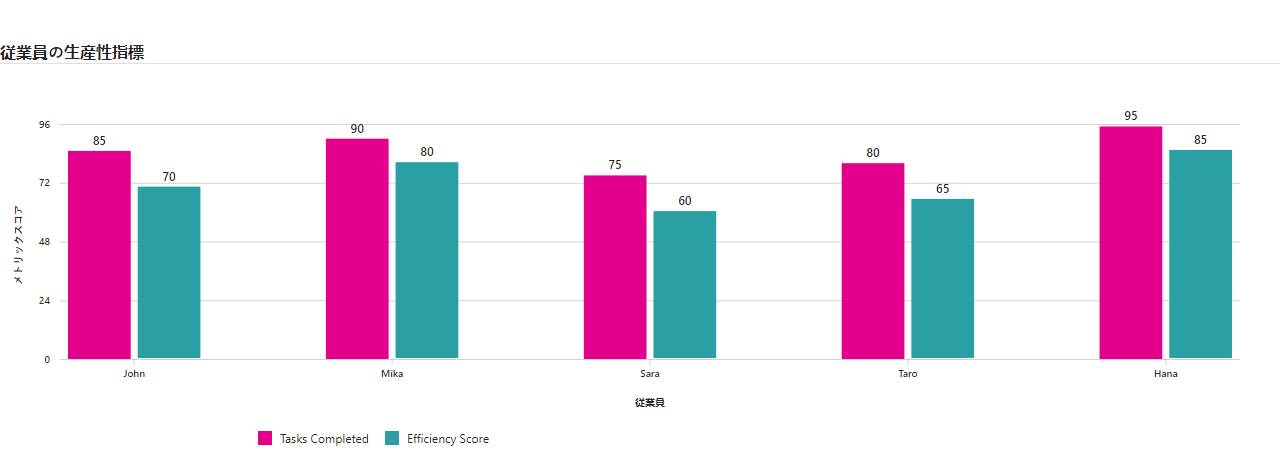 従業員の生産性指標
メトリックスコア
96
72
48
24
0
85
70
90
80
75
60
80
65
95
85
John
Mika
Sara
Taro
Hana
従業員
Tasks Completed
Efficiency Score